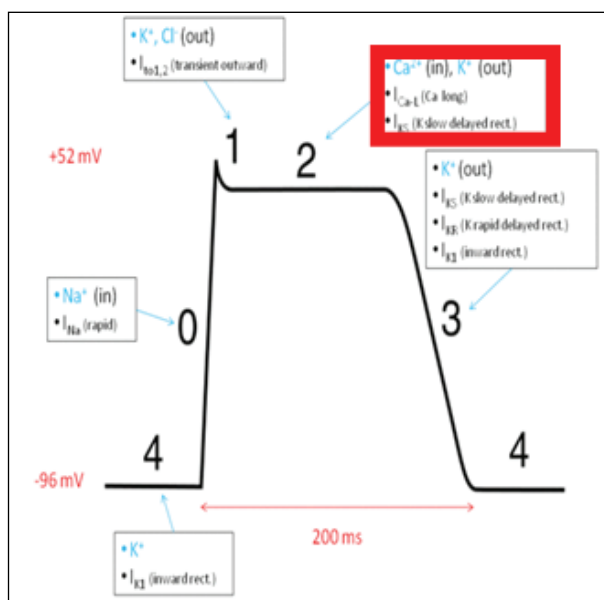 • K⁺, Cl⁻ (out)
• Ito1,2 (transient outward)
• Ca²⁺ (in), K⁺ (out)
• ICa-L (Ca long)
• IKS (K slow delayed rect.)
+52 mV
1
2
• K⁺ (out)
• IKS (K slow delayed rect.)
• IKR (K rapid delayed rect.)
• IK1 (inward rect.)
• Na⁺ (in)
• INa (rapid)
0
3
4
4
-96 mV
200 ms
• K⁺
• IK1 (inward rect.)